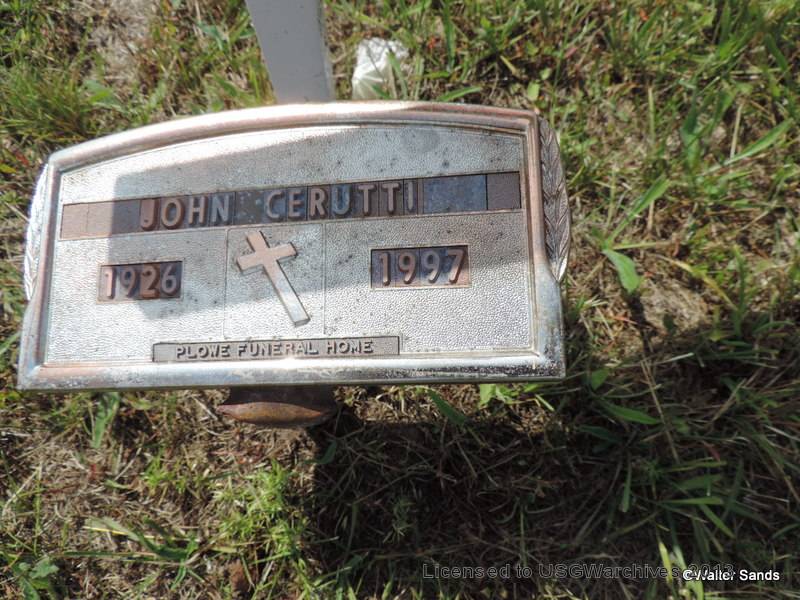 JOHN CERUTTI
1926 1997
PLOWE FUNERAL HOME
Licensed to USGWarchives 2013
©Walter Sands